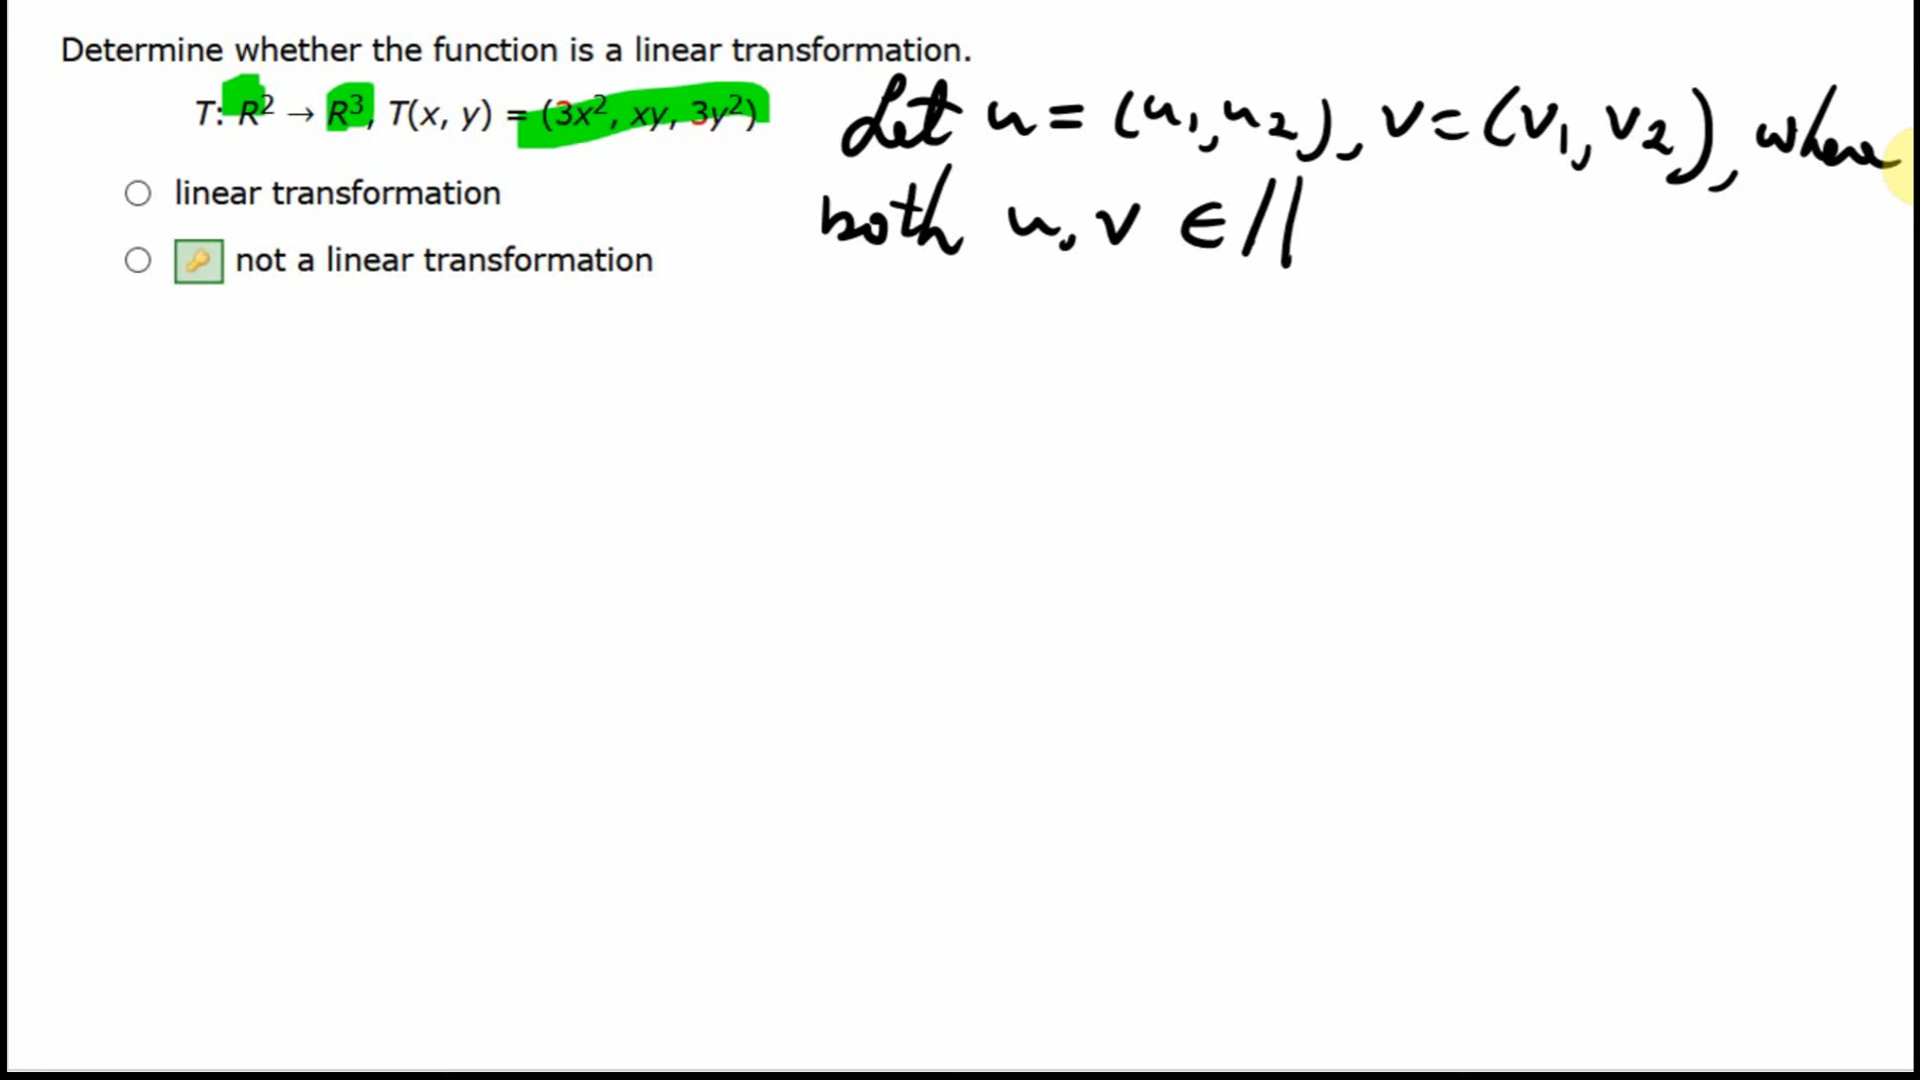 Determine whether the function is a linear transformation.
T: R² → R³, T(x, y) = (3x², xy, 3y²)
linear transformation
not a linear transformation
Let u = (u₁, u₂), v = (v₁, v₂), where
both u, v ∈ ||